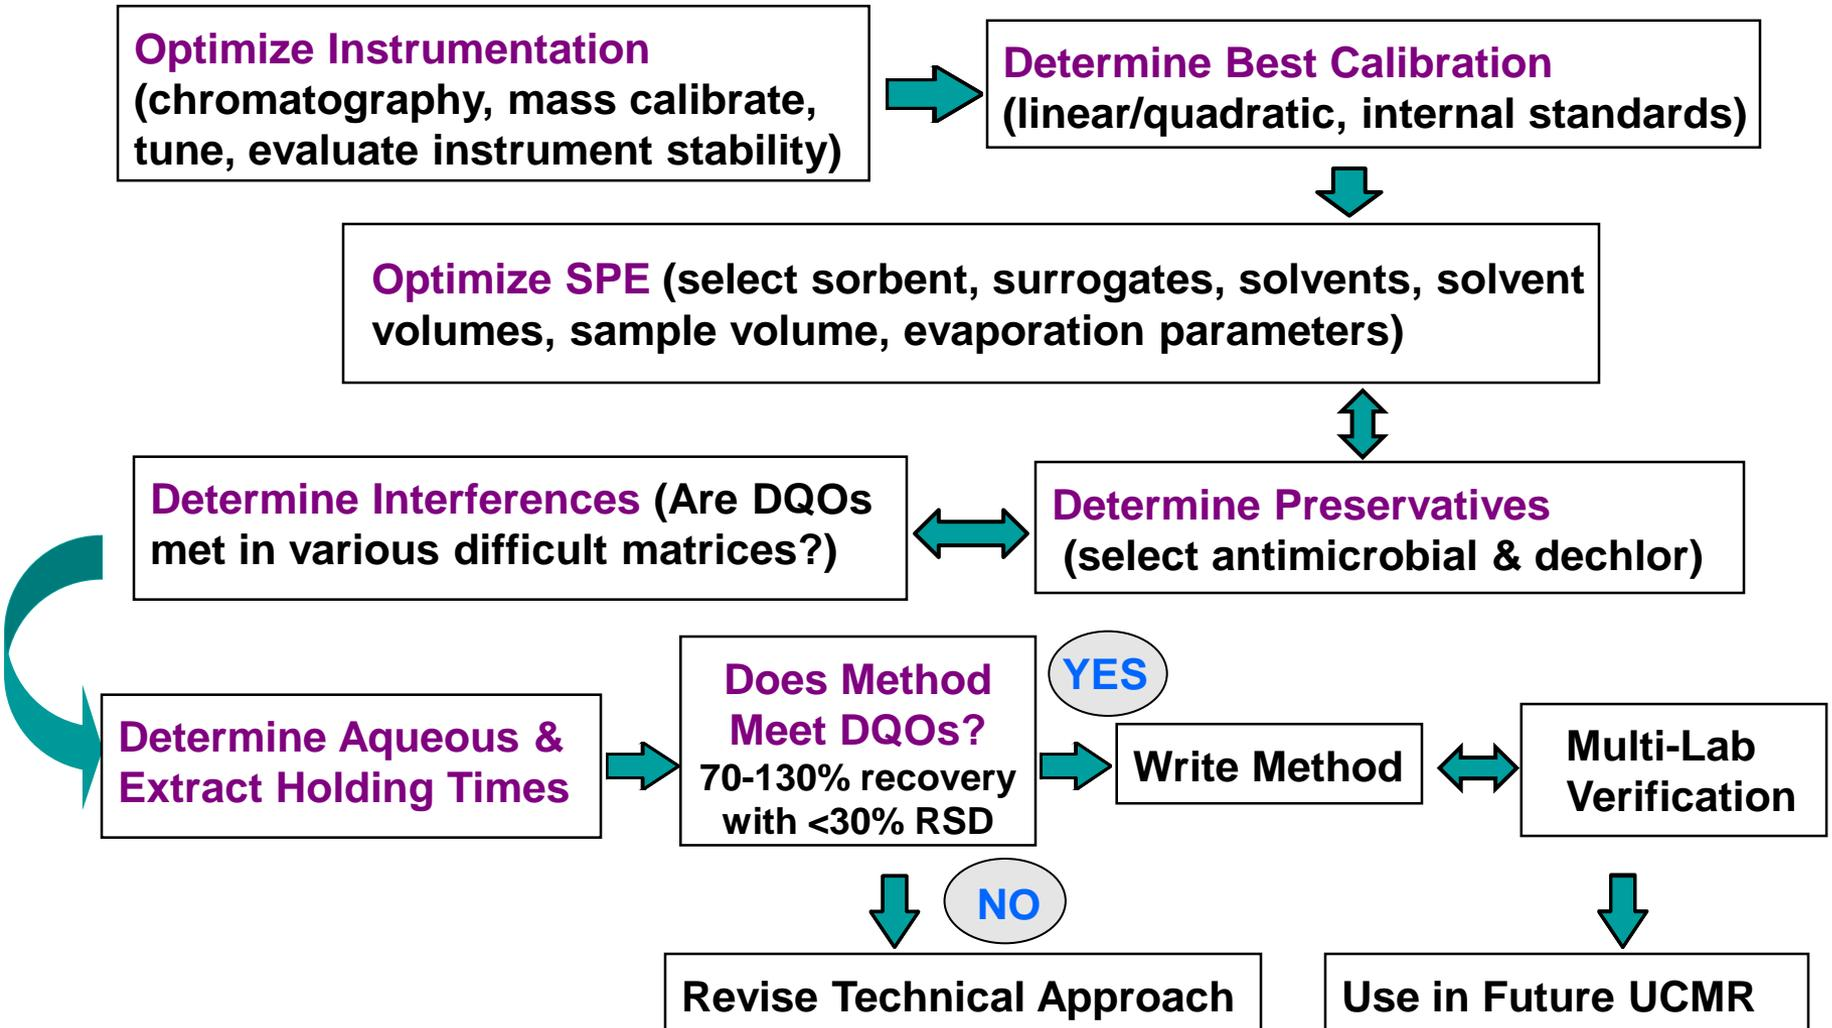 Optimize Instrumentation
(chromatography, mass calibrate,
tune, evaluate instrument stability)
Determine Best Calibration
(linear/quadratic, internal standards)
Optimize SPE (select sorbent, surrogates, solvents, solvent
volumes, sample volume, evaporation parameters)
Determine Interferences (Are DQOs
met in various difficult matrices?)
Determine Preservatives
(select antimicrobial & dechlor)
Determine Aqueous &
Extract Holding Times
Does Method
Meet DQOs?
70-130% recovery
with <30% RSD
YES
Write Method
Multi-Lab
Verification
NO
Revise Technical Approach
Use in Future UCMR